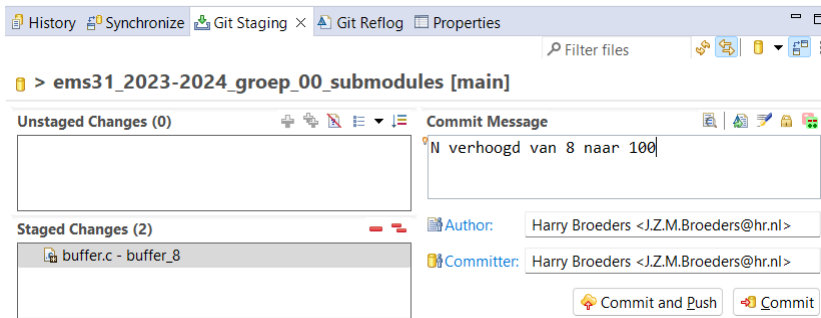 History Synchronize Git Staging Git Reflog Properties
Filter files
> ems31_2023-2024_groep_00_submodules [main]
Unstaged Changes (0)
Commit Message
N verhoogd van 8 naar 100
Staged Changes (2)
buffer.c - buffer_8
Author: Harry Broeders <J.Z.M.Broeders@hr.nl>
Committer: Harry Broeders <J.Z.M.Broeders@hr.nl>
Commit and Push Commit